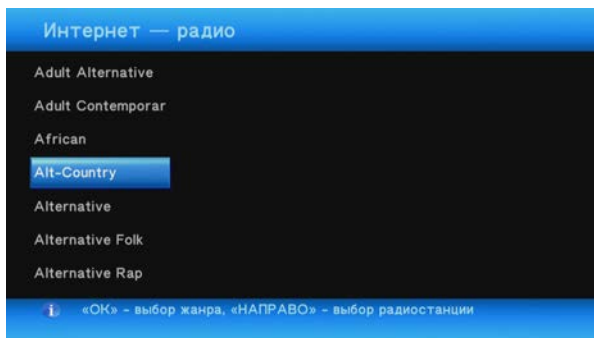 Интернет — радио
Adult Alternative
Adult Contemporar
African
Alt-Country
Alternative
Alternative Folk
Alternative Rap
«ОК» - выбор жанра, «НАПРАВО» - выбор радиостанции